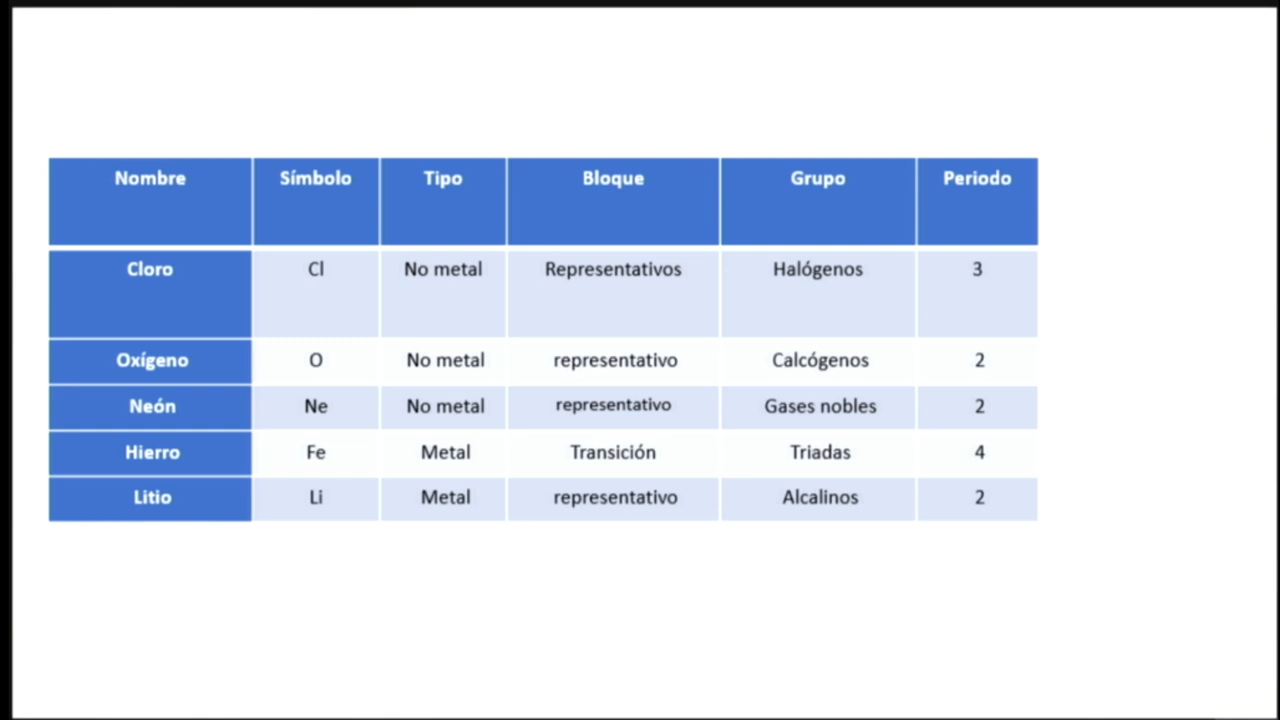 Nombre Símbolo Tipo Bloque Grupo Periodo
Cloro Cl No metal Representativos Halógenos 3
Oxígeno O No metal representativo Calcógenos 2
Neón Ne No metal representativo Gases nobles 2
Hierro Fe Metal Transición Triadas 4
Litio Li Metal representativo Alcalinos 2